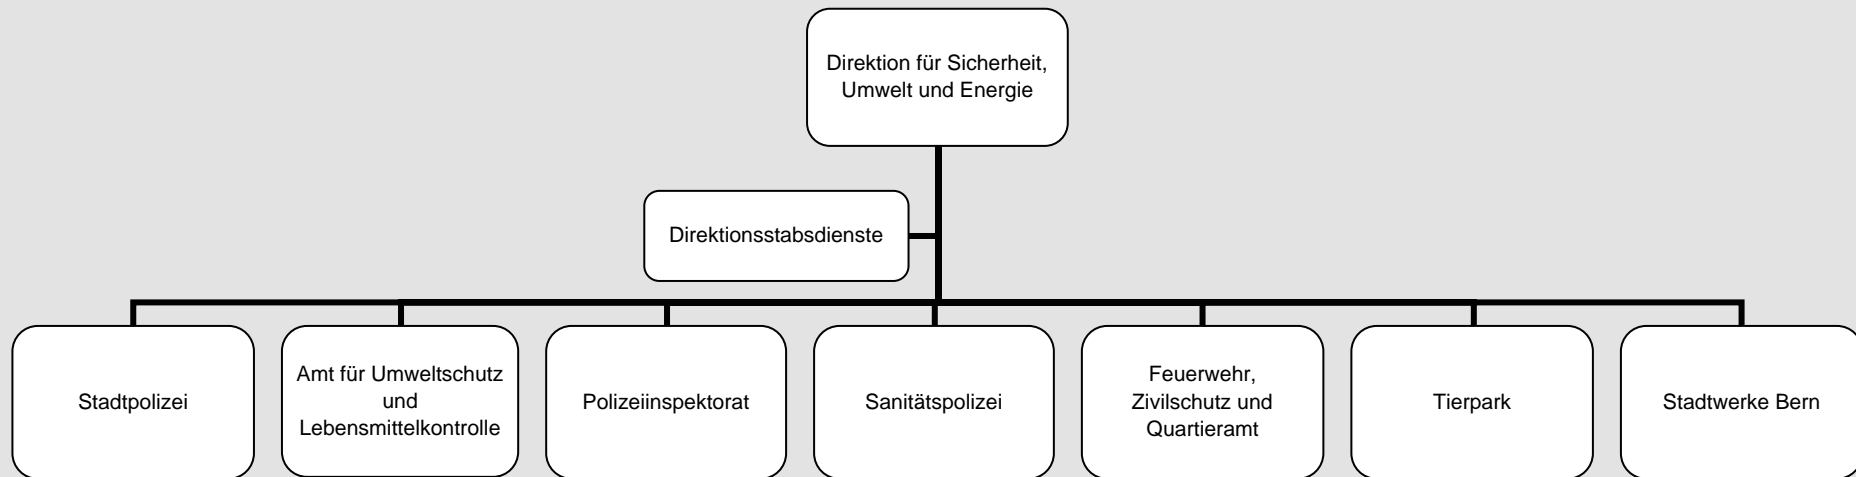 Direktion für Sicherheit,
Umwelt und Energie
Direktionsstabsdienste
Stadtpolizei
Amt für Umweltschutz
und
Lebensmittelkontrolle
Polizeiinspektorat
Sanitätspolizei
Feuerwehr,
Zivilschutz und
Quartieramt
Tierpark
Stadtwerke Bern